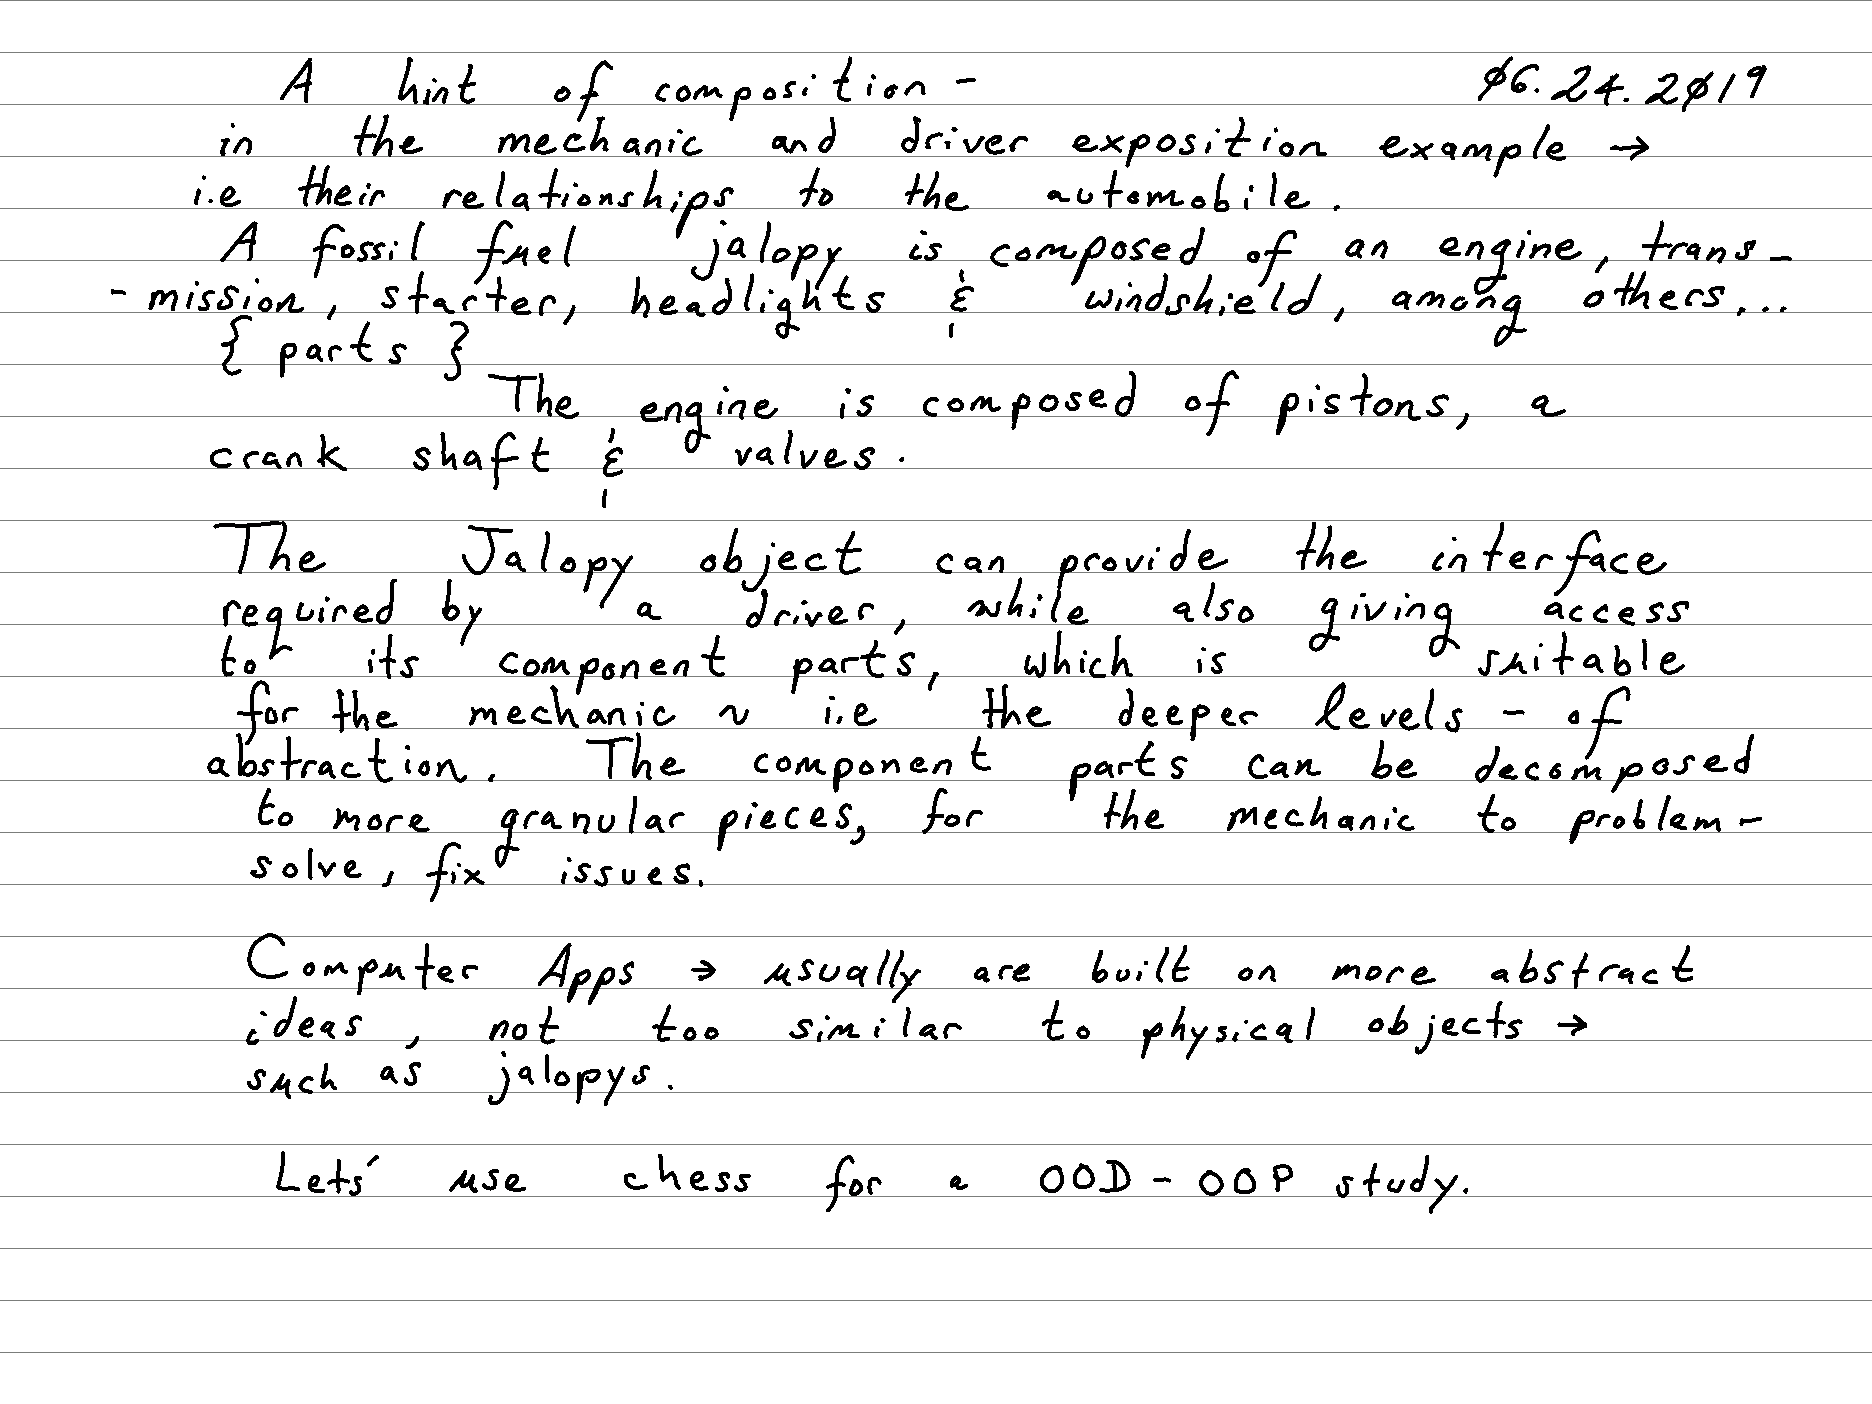 A hint of composition - ø6.24.2ø19
in the mechanic and driver exposition example →
i.e their relationships to the automobile.
A fossil fuel jalopy is composed of an engine, trans-
- mission, starter, headlights & windshield, among others...
{ parts }
The engine is composed of pistons, a
crank shaft & valves.
The Jalopy object can provide the interface
required by a driver, while also giving access
to its component parts, which is suitable
for the mechanic ~ i.e the deeper levels - of
abstraction. The component parts can be decomposed
to more granular pieces, for the mechanic to problem-
solve, fix issues.
Computer Apps → usually are built on more abstract
ideas, not too similar to physical objects →
such as jalopys.
Lets' use chess for a OOD - OOP study.